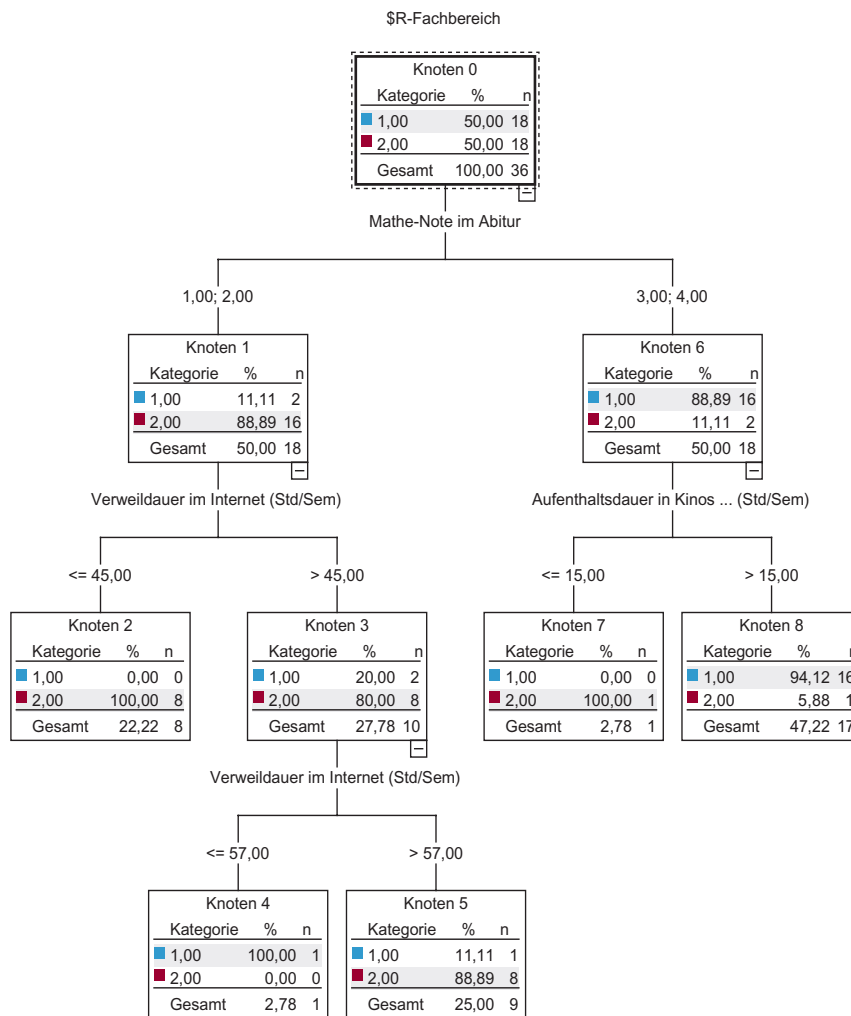 $R-Fachbereich
Knoten 0
Kategorie % n
1,00 50,00 18
2,00 50,00 18
Gesamt 100,00 36
Mathe-Note im Abitur
1,00; 2,00
3,00; 4,00
Knoten 1
Kategorie % n
1,00 11,11 2
2,00 88,89 16
Gesamt 50,00 18
Knoten 6
Kategorie % n
1,00 88,89 16
2,00 11,11 2
Gesamt 50,00 18
Verweildauer im Internet (Std/Sem)
Aufenthaltsdauer in Kinos ... (Std/Sem)
<= 45,00
> 45,00
<= 15,00
> 15,00
Knoten 2
Kategorie % n
1,00 0,00 0
2,00 100,00 8
Gesamt 22,22 8
Knoten 3
Kategorie % n
1,00 20,00 2
2,00 80,00 8
Gesamt 27,78 10
Knoten 7
Kategorie % n
1,00 0,00 0
2,00 100,00 1
Gesamt 2,78 1
Knoten 8
Kategorie %
1,00 94,12 16
2,00 5,88 1
Gesamt 47,22 17
Verweildauer im Internet (Std/Sem)
<= 57,00
> 57,00
Knoten 4
Kategorie % n
1,00 100,00 1
2,00 0,00 0
Gesamt 2,78 1
Knoten 5
Kategorie % n
1,00 11,11 1
2,00 88,89 8
Gesamt 25,00 9